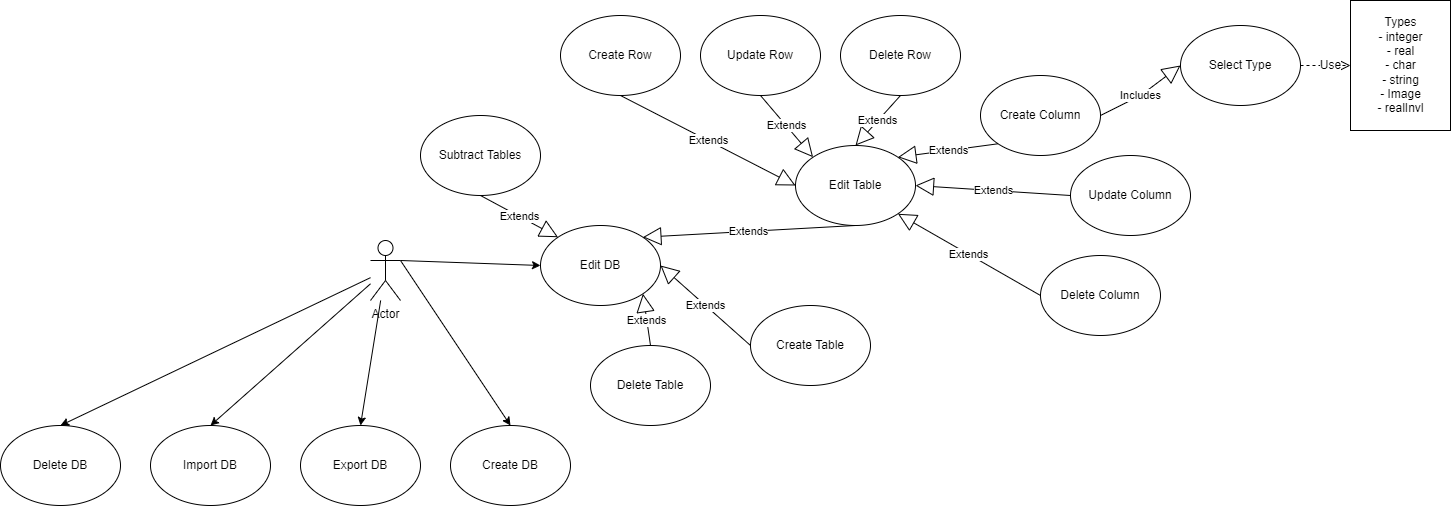 Types
- integer
- real
- char
- string
- Image
- realInvl
Create Row
Update Row
Delete Row
Select Type
Use
Includes
Create Column
Extends
Extends
Extends
Extends
Subtract Tables
Edit Table
Extends
Update Column
Extends
Extends
Extends
Edit DB
Delete Column
Actor
Extends
Extends
Create Table
Delete Table
Delete DB
Import DB
Export DB
Create DB